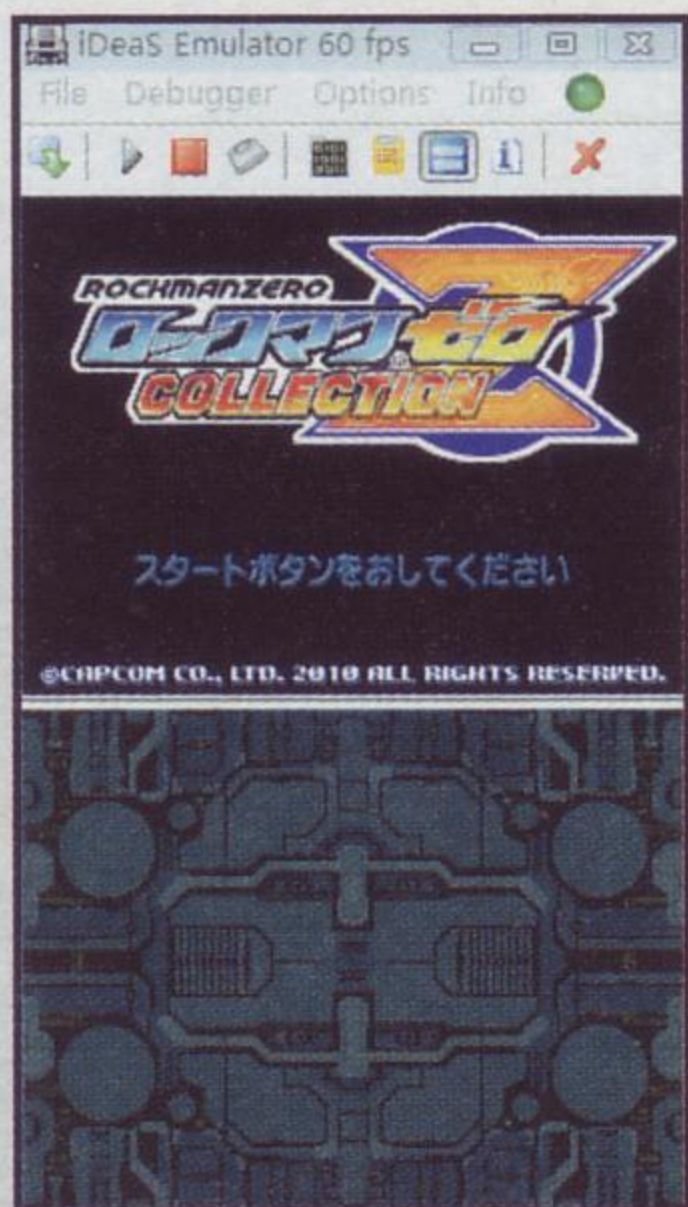 iDeaS Emulator 60 fps
File Debugger Options Info
ROCKMANZERO
ロックマンゼロ
COLLECTION
スタートボタンをおしてください
©CAPCOM CO., LTD. 2010 ALL RIGHTS RESERVED.